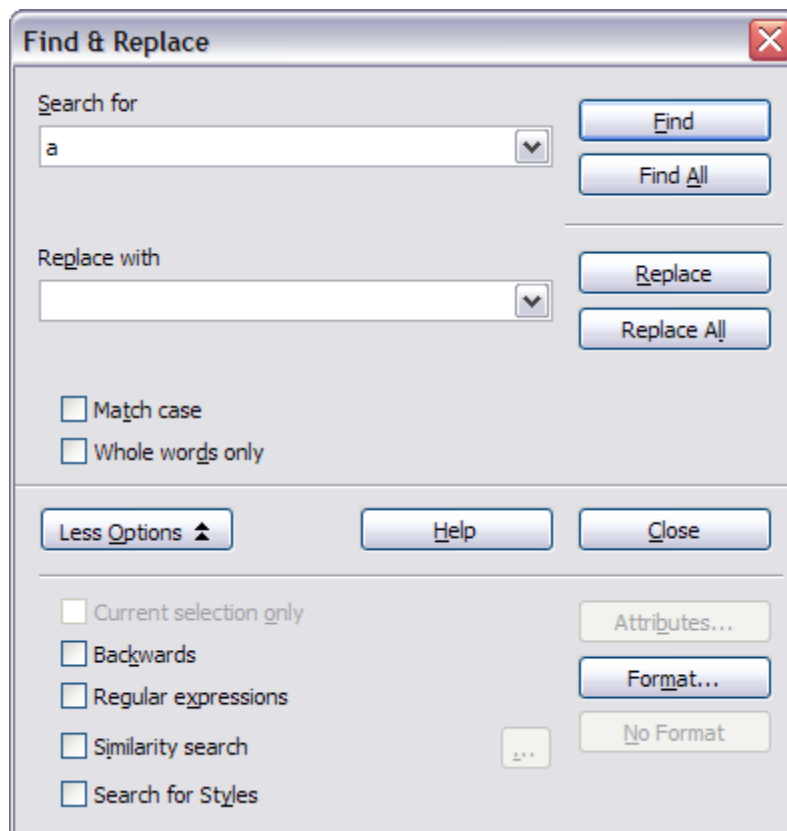 Find & Replace
Search for
a
Find
Find All
Replace with
Replace
Replace All
Match case
Whole words only
Less Options
Help
Close
Current selection only
Attributes...
Backwards
Format...
Regular expressions
No Format
Similarity search
...
Search for Styles